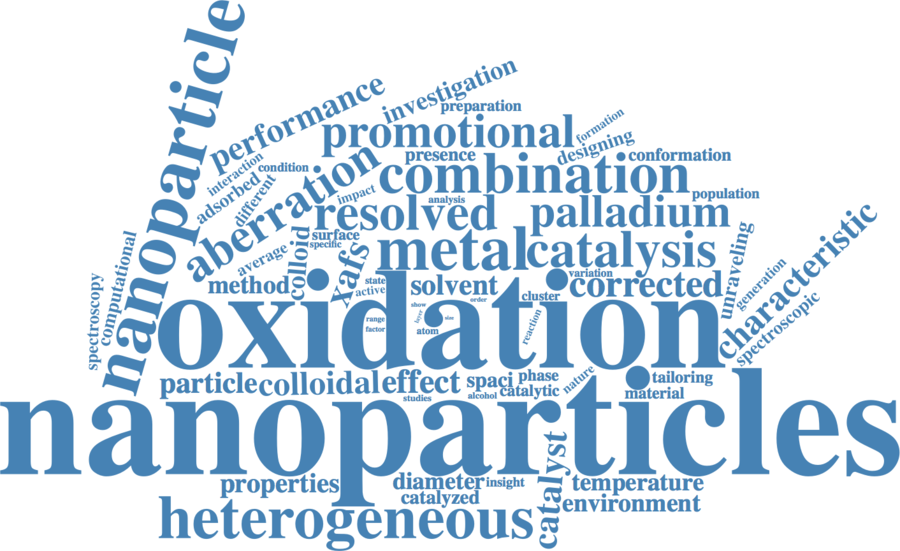 nanoparticle
performance
investigation
preparation
promotional
formation
designing
interaction
condition
presence
conformation
adsorbed
different
aberration
combination
population
impact
analysis
resolved
palladium
characteristic
colloid
surface
specific
metal
catalysis
unraveling
average
xafs
method
state
active
solvent
order
variation
corrected
generation
spectroscopy
computational
cluster
show
size
range
factor
atom
reaction
oxidation
spectroscopic
particle
colloidal
effect
spaci
phase
nature
tailoring
catalytic
material
studies
alcohol
nanoparticles
properties
diameter
insight
catalyst
temperature
catalyzed
environment
heterogeneous